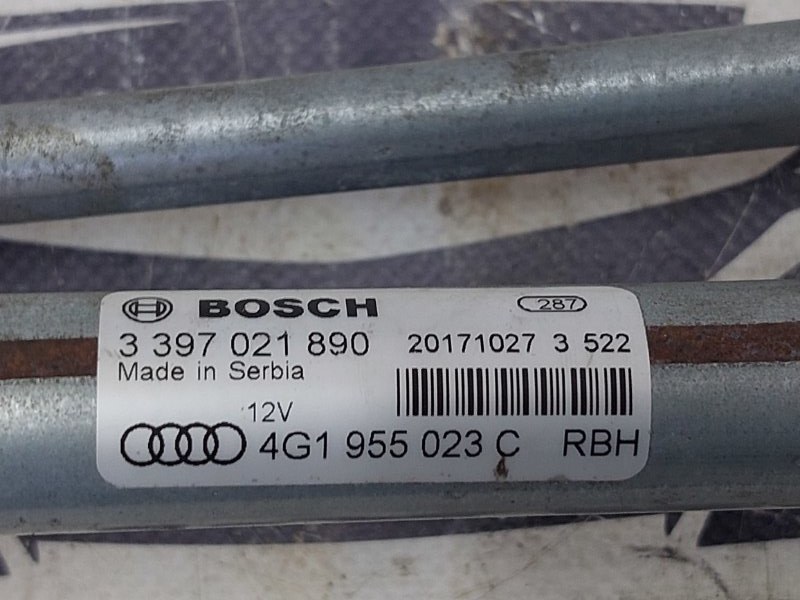 BOSCH 287
3 397 021 890 20171027 3 522
Made in Serbia
12V
4G1 955 023 C RBH